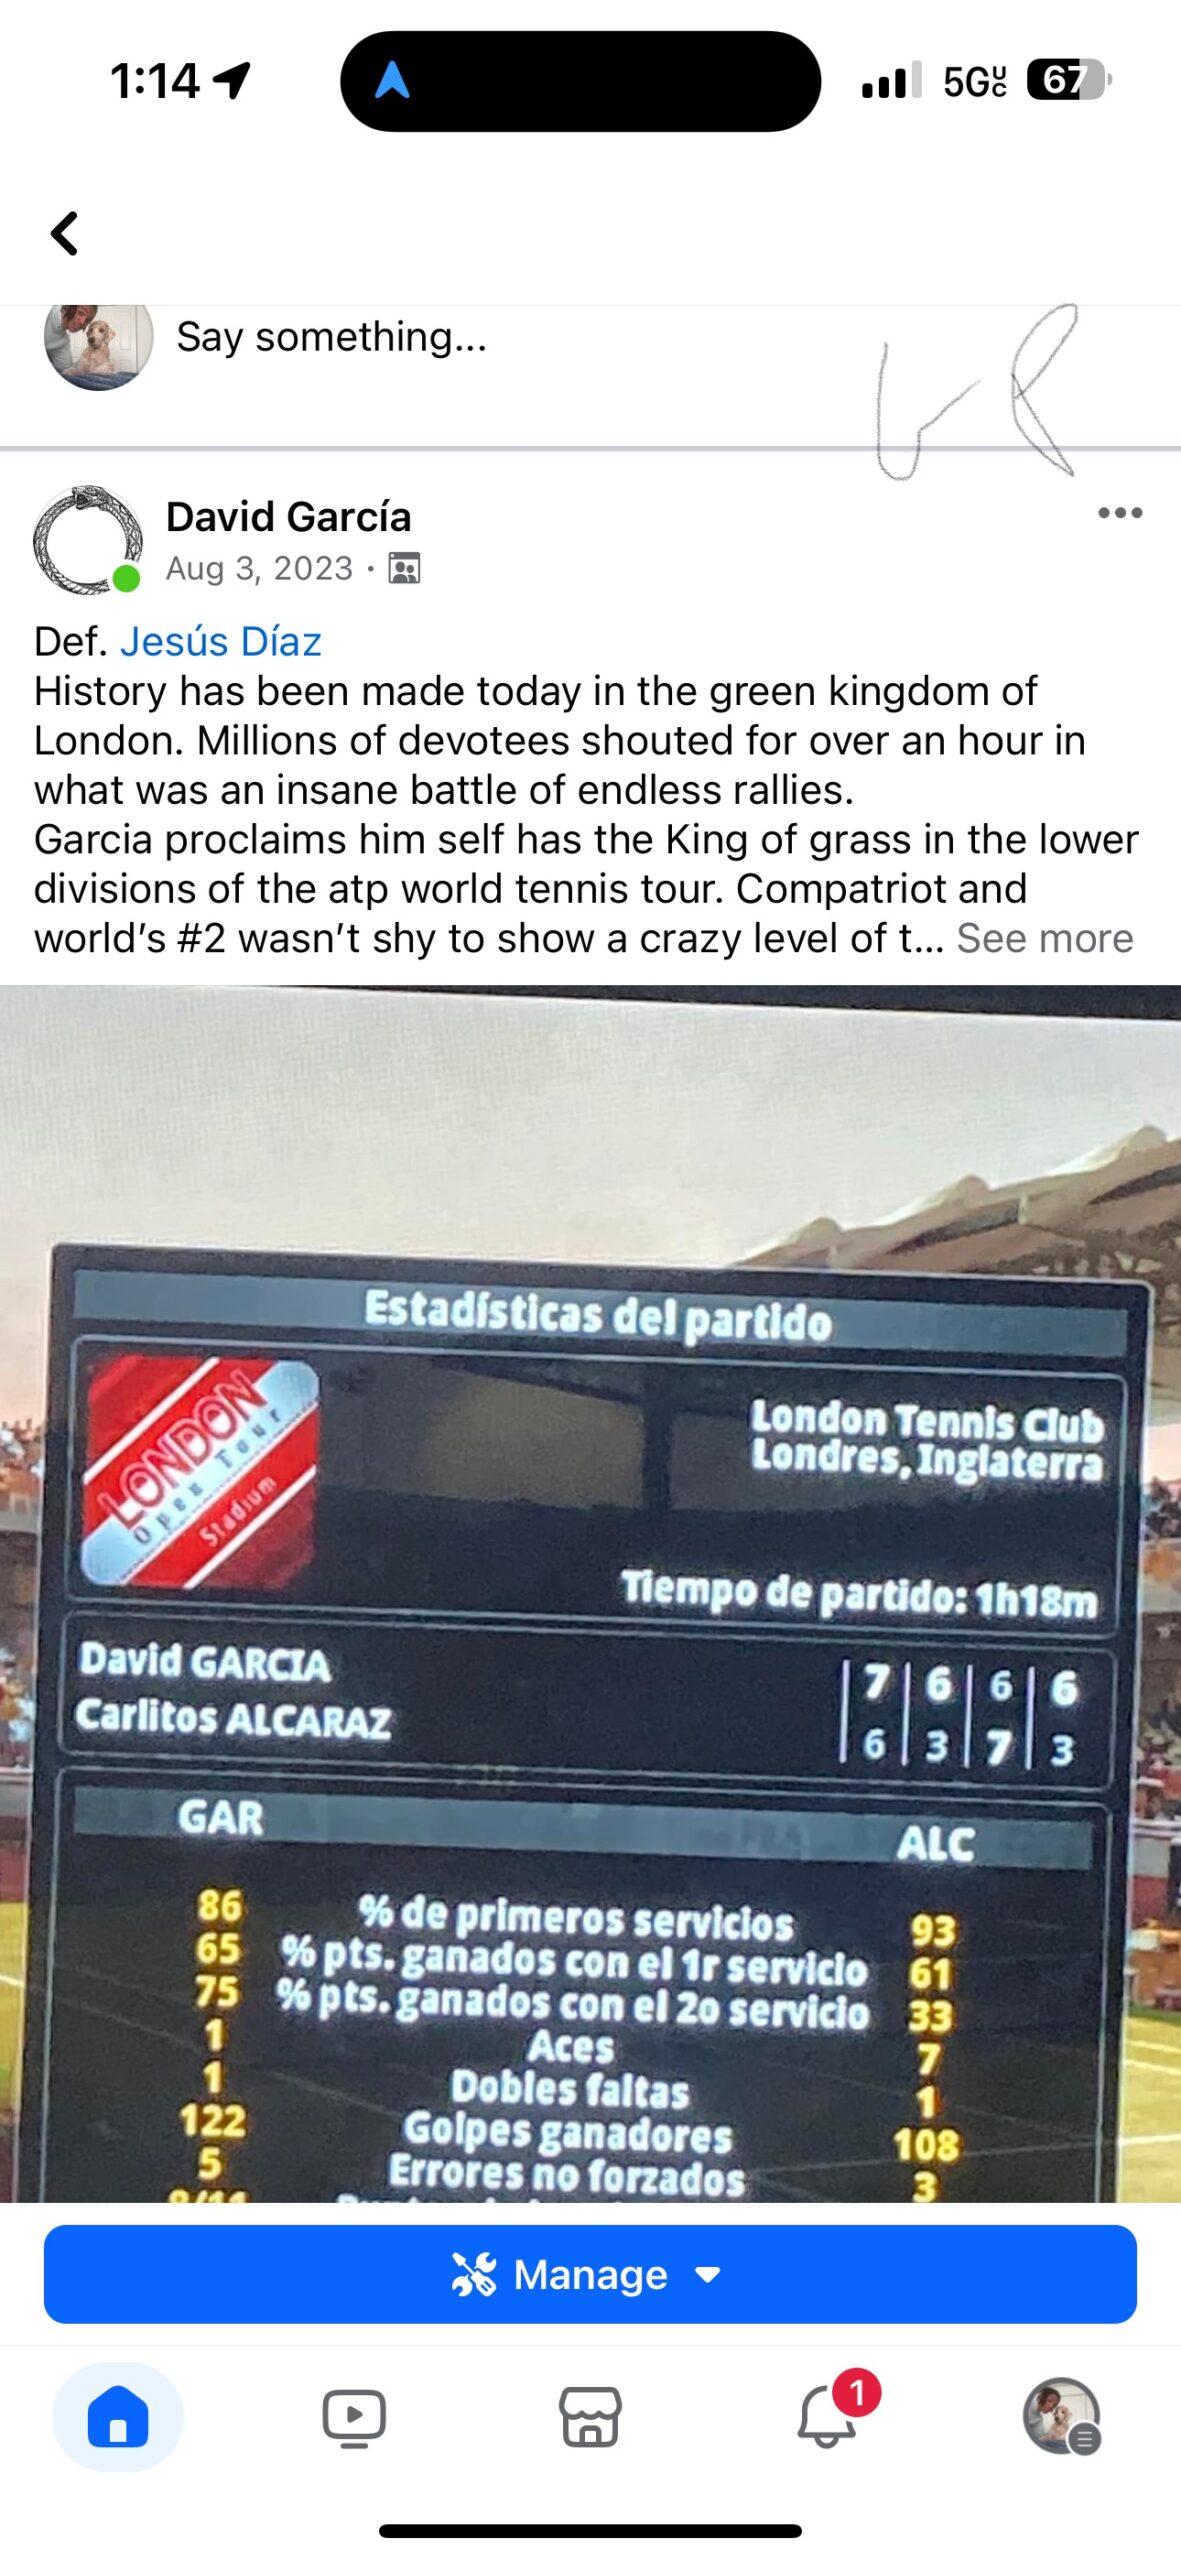 1:14
5GUC
67
Say something...
David García
Aug 3, 2023 ·
Def. Jesús Díaz
History has been made today in the green kingdom of
London. Millions of devotees shouted for over an hour in
what was an insane battle of endless rallies.
Garcia proclaims him self has the King of grass in the lower
divisions of the atp world tennis tour. Compatriot and
world’s #2 wasn’t shy to show a crazy level of t... See more
Estadísticas del partido
LONDON
Open Tour
Stadium
London Tennis Club
Londres, Inglaterra
Tiempo de partido: 1h18m
David GARCIA 7 6 6 6
Carlitos ALCARAZ 6 3 7 3
GAR ALC
86 % de primeros servicios 93
65 % pts. ganados con el 1r servicio 61
75 % pts. ganados con el 2o servicio 33
1 Aces 7
1 Dobles faltas 1
122 Golpes ganadores 108
5 Errores no forzados 3
Manage
1